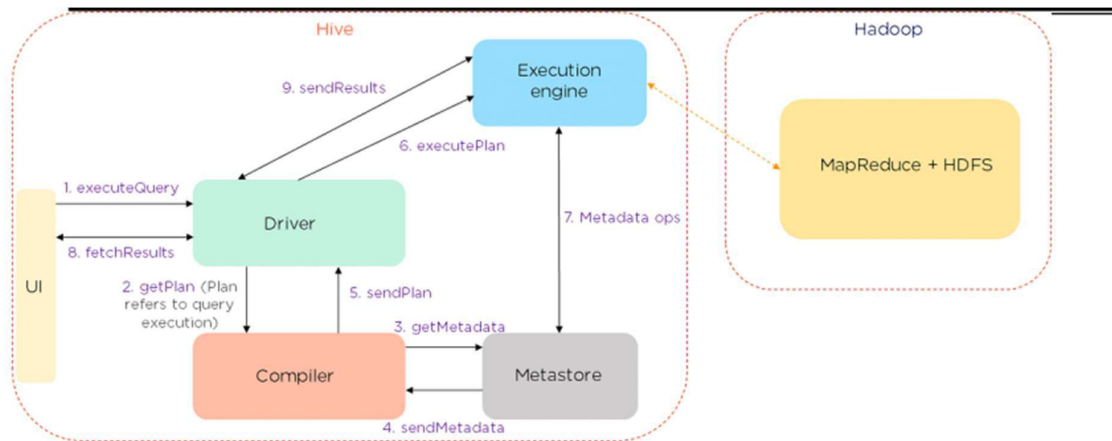 Hive
Hadoop
Execution
engine
9. sendResults
6. executePlan
MapReduce + HDFS
1. executeQuery
Driver
7. Metadata ops
8. fetchResults
UI
2. getPlan (Plan
refers to query
execution)
5. sendPlan
3. getMetadata
Compiler
Metastore
4. sendMetadata